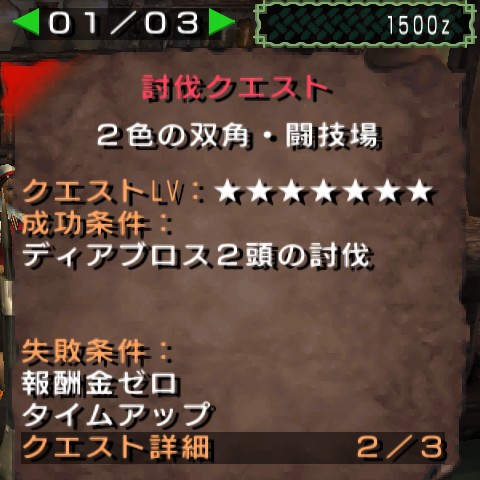 01/03
1500z
討伐クエスト
2色の双角・闘技場
クエストLV:★★★★★★★
成功条件:
ディアブロス2頭の討伐
失敗条件:
報酬金ゼロ
タイムアップ
クエスト詳細 2/3